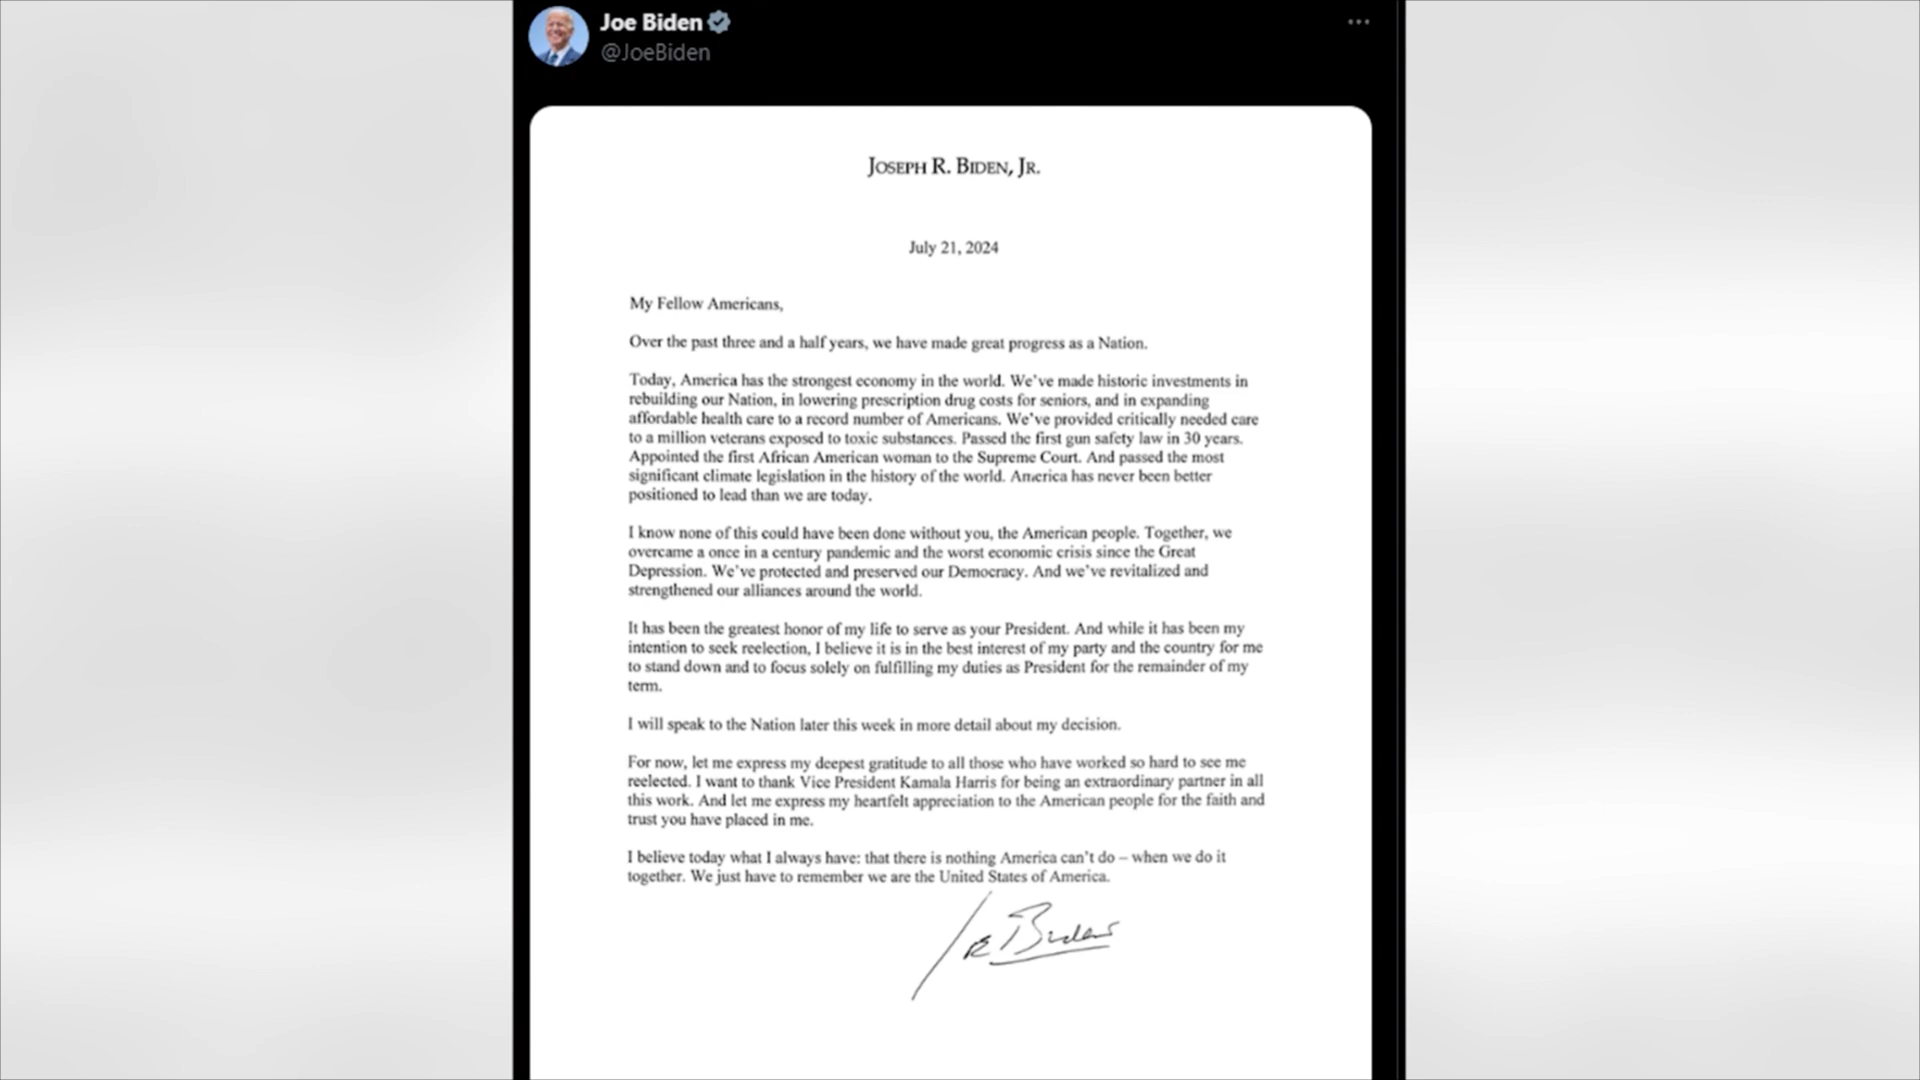 Joe Biden
@JoeBiden
JOSEPH R. BIDEN, JR.
July 21, 2024
My Fellow Americans,
Over the past three and a half years, we have made great progress as a Nation.
Today, America has the strongest economy in the world. We've made historic investments in
rebuilding our Nation, in lowering prescription drug costs for seniors, and in expanding
affordable health care to a record number of Americans. We've provided critically needed care
to a million veterans exposed to toxic substances. Passed the first gun safety law in 30 years.
Appointed the first African American woman to the Supreme Court. And passed the most
significant climate legislation in the history of the world. America has never been better
positioned to lead than we are today.
I know none of this could have been done without you, the American people. Together, we
overcame a once in a century pandemic and the worst economic crisis since the Great
Depression. We've protected and preserved our Democracy. And we've revitalized and
strengthened our alliances around the world.
It has been the greatest honor of my life to serve as your President. And while it has been my
intention to seek reelection, I believe it is in the best interest of my party and the country for me
to stand down and to focus solely on fulfilling my duties as President for the remainder of my
term.
I will speak to the Nation later this week in more detail about my decision.
For now, let me express my deepest gratitude to all those who have worked so hard to see me
reelected. I want to thank Vice President Kamala Harris for being an extraordinary partner in all
this work. And let me express my heartfelt appreciation to the American people for the faith and
trust you have placed in me.
I believe today what I always have: that there is nothing America can't do – when we do it
together. We just have to remember we are the United States of America.
Joe Biden